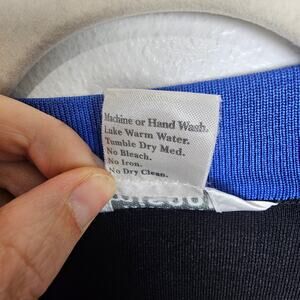 Machine or Hand Wash.
Luke Warm Water.
Tumble Dry Med.
No Bleach.
No Iron.
No Dry Clean.